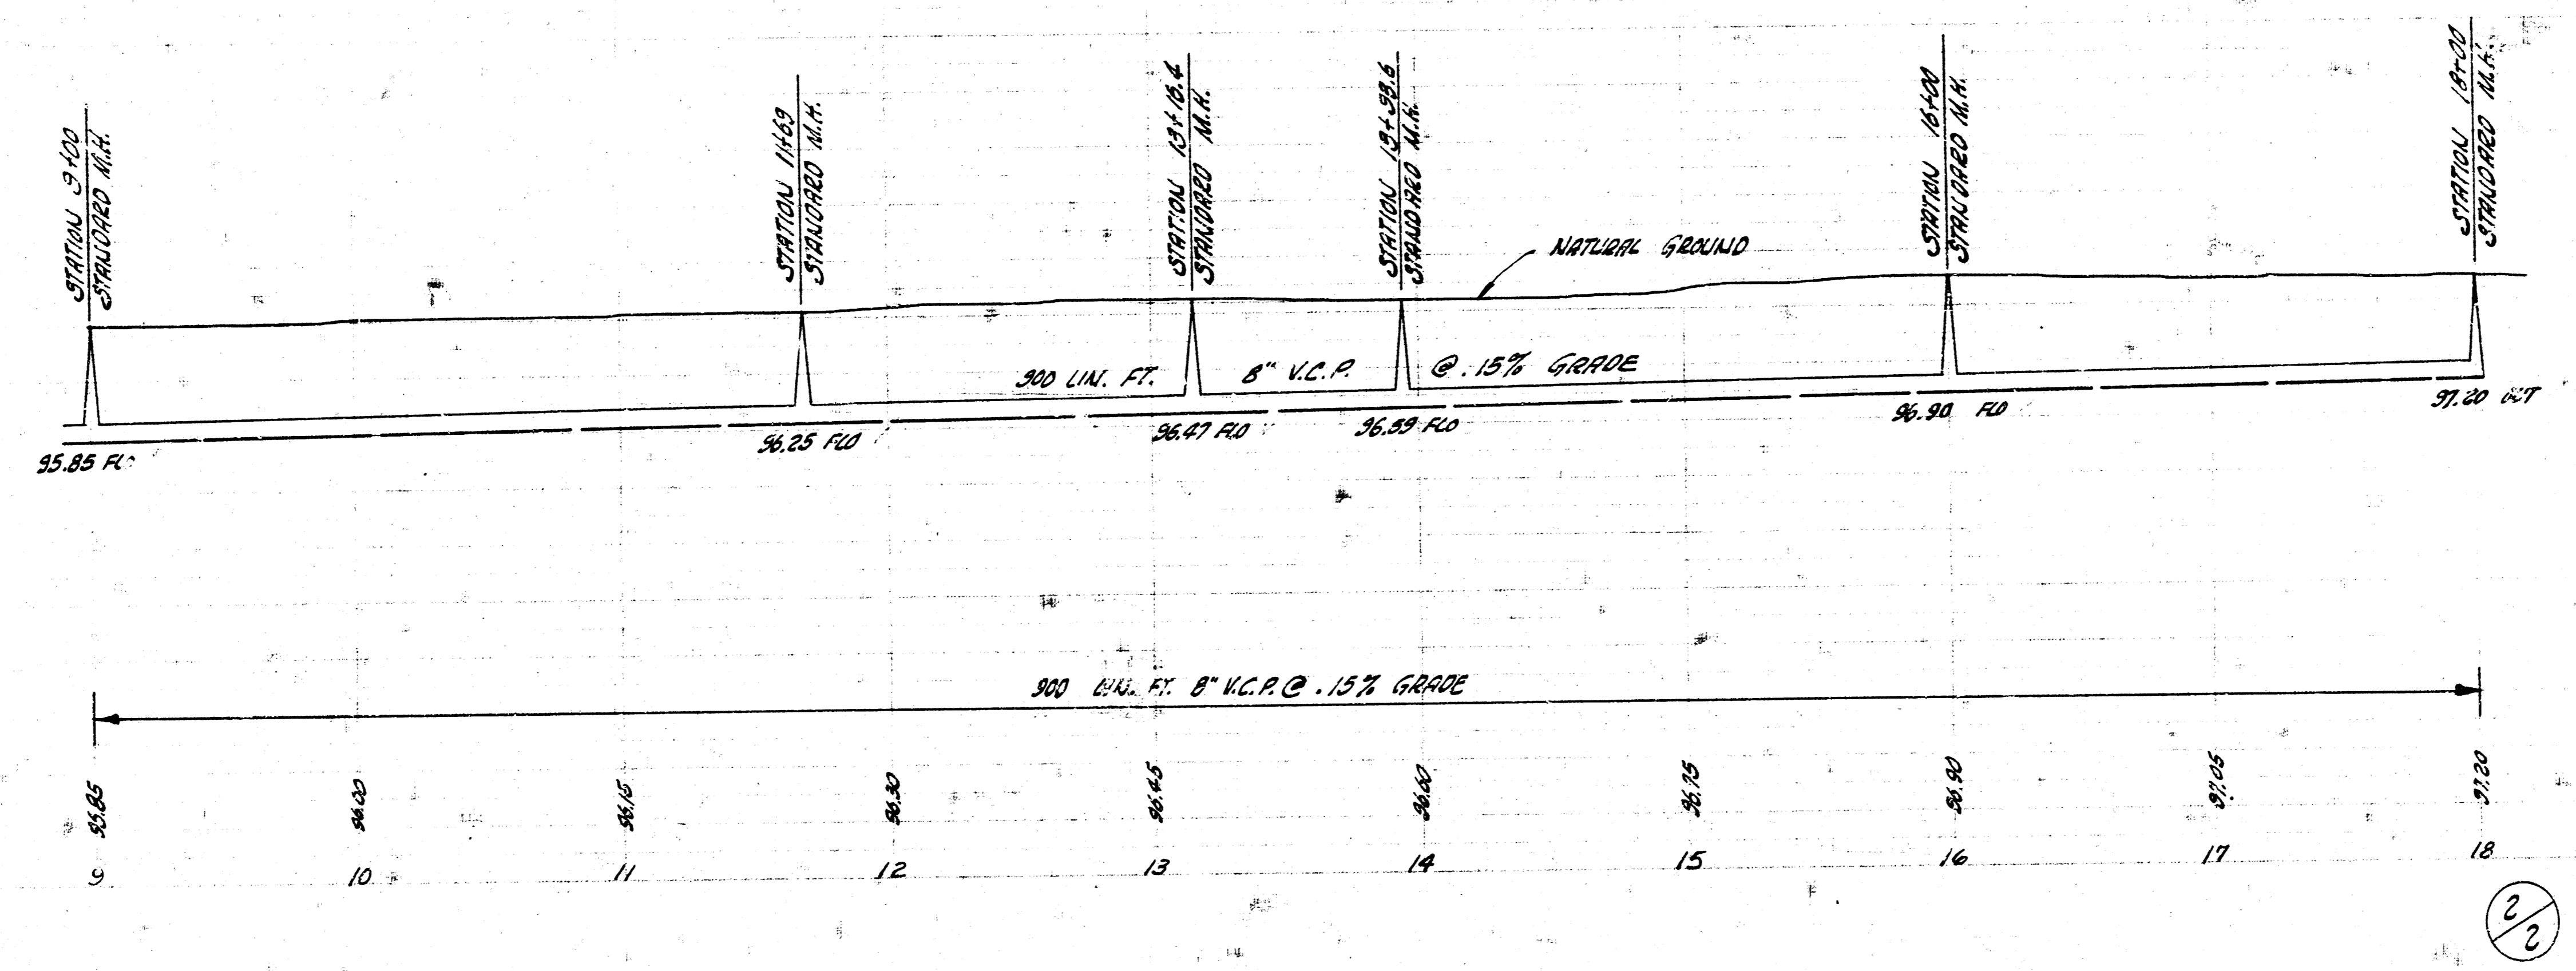 STATION 9+00
STANDARD M.H.
STATION 11+69
STANDARD M.H.
STATION 13+16.4
STANDARD M.H.
STATION 13+98.6
STANDARD M.H.
STATION 16+00
STANDARD M.H.
STATION 18+00
STANDARD M.H.
NATURAL GROUND
900 LIN. FT. 8" V.C.P. @ .15% GRADE
95.85 FLO
96.25 FLO
96.47 FLO
96.59 FLO
96.90 FLO
97.20
900 LIN. FT. 8" V.C.P. @ .15% GRADE
95.85 96.00 96.15 96.30 96.45 96.60 96.75 96.90 97.05 97.20
9 10 11 12 13 14 15 16 17 18
2
2